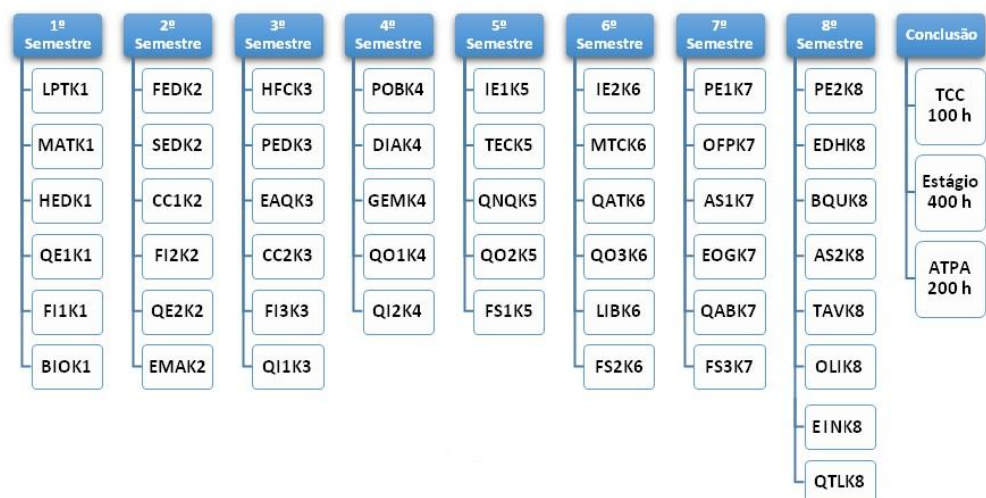 1º
Semestre
LPTK1
MATK1
HEDK1
QE1K1
FI1K1
BIOK1
2º
Semestre
FEDK2
SEDK2
CC1K2
FI2K2
QE2K2
EMAK2
3º
Semestre
HFCK3
PEDK3
EAQK3
CC2K3
FI3K3
QI1K3
4º
Semestre
POBK4
DIAK4
GEMK4
QO1K4
QI2K4
5º
Semestre
IE1K5
TECK5
QNQK5
QO2K5
FS1K5
6º
Semestre
IE2K6
MTCK6
QATK6
QO3K6
LIBK6
FS2K6
7º
Semestre
PE1K7
OFPK7
AS1K7
EOGK7
QABK7
FS3K7
8º
Semestre
PE2K8
EDHK8
BQUK8
AS2K8
TAVK8
OLIK8
EINK8
QTLK8
Conclusão
TCC
100 h
Estágio
400 h
ATPA
200 h